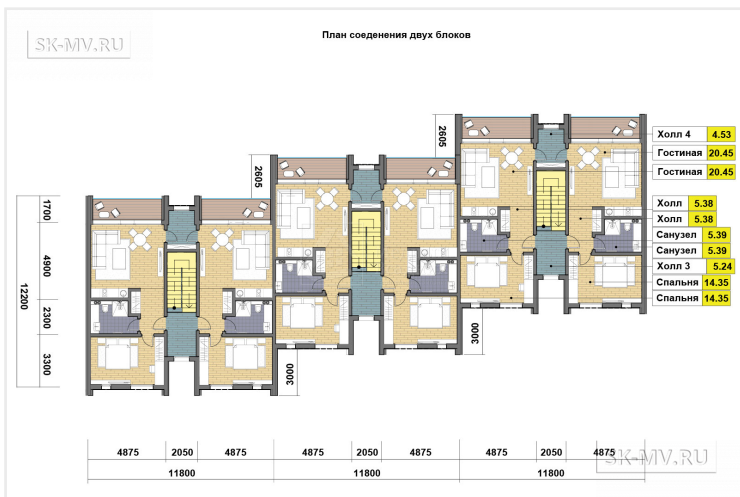 План соеденения двух блоков
SK-MV.RU
2605
2605
Холл 4 4.53
Гостиная 20.45
Гостиная 20.45
Холл 5.38
Холл 5.38
Санузел 5.39
Санузел 5.39
Холл 3 5.24
Спальня 14.35
Спальня 14.35
1700
4900
12200
2300
3300
3000
3000
4875 2050 4875 4875 2050 4875 4875 2050 4875
11800 11800 11800
SK-MV.RU